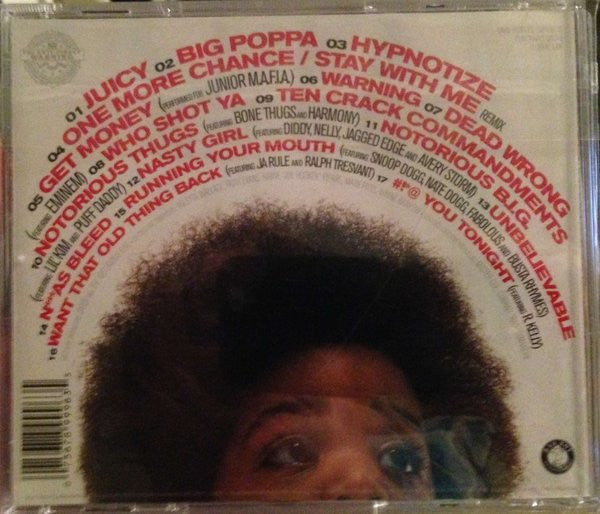 01 JUICY 02 BIG POPPA 03 HYPNOTIZE
04 ONE MORE CHANCE / STAY WITH ME REMIX
05 GET MONEY (PERFORMED FOR JUNIOR M.A.F.I.A.) 06 WARNING 07 DEAD WRONG
(FEATURING EMINEM) 08 WHO SHOT YA 09 TEN CRACK COMMANDMENTS
10 NOTORIOUS THUGS (FEATURING BONE THUGS AND HARMONY) 11 NOTORIOUS B.I.G.
(FEATURING LIL' KIM AND PUFF DADDY) 12 NASTY GIRL (FEATURING DIDDY, NELLY, JAGGED EDGE AND AVERY STORM) 13 UNBELIEVABLE
14 N***AS BLEED 15 RUNNING YOUR MOUTH (FEATURING SNOOP DOGG, NATE DOGG, FABOLOUS AND BUSTA RHYMES)
16 WANT THAT OLD THING BACK (FEATURING JA RULE AND RALPH TRESVANT) 17 #!*@ YOU TONIGHT (FEATURING R. KELLY)